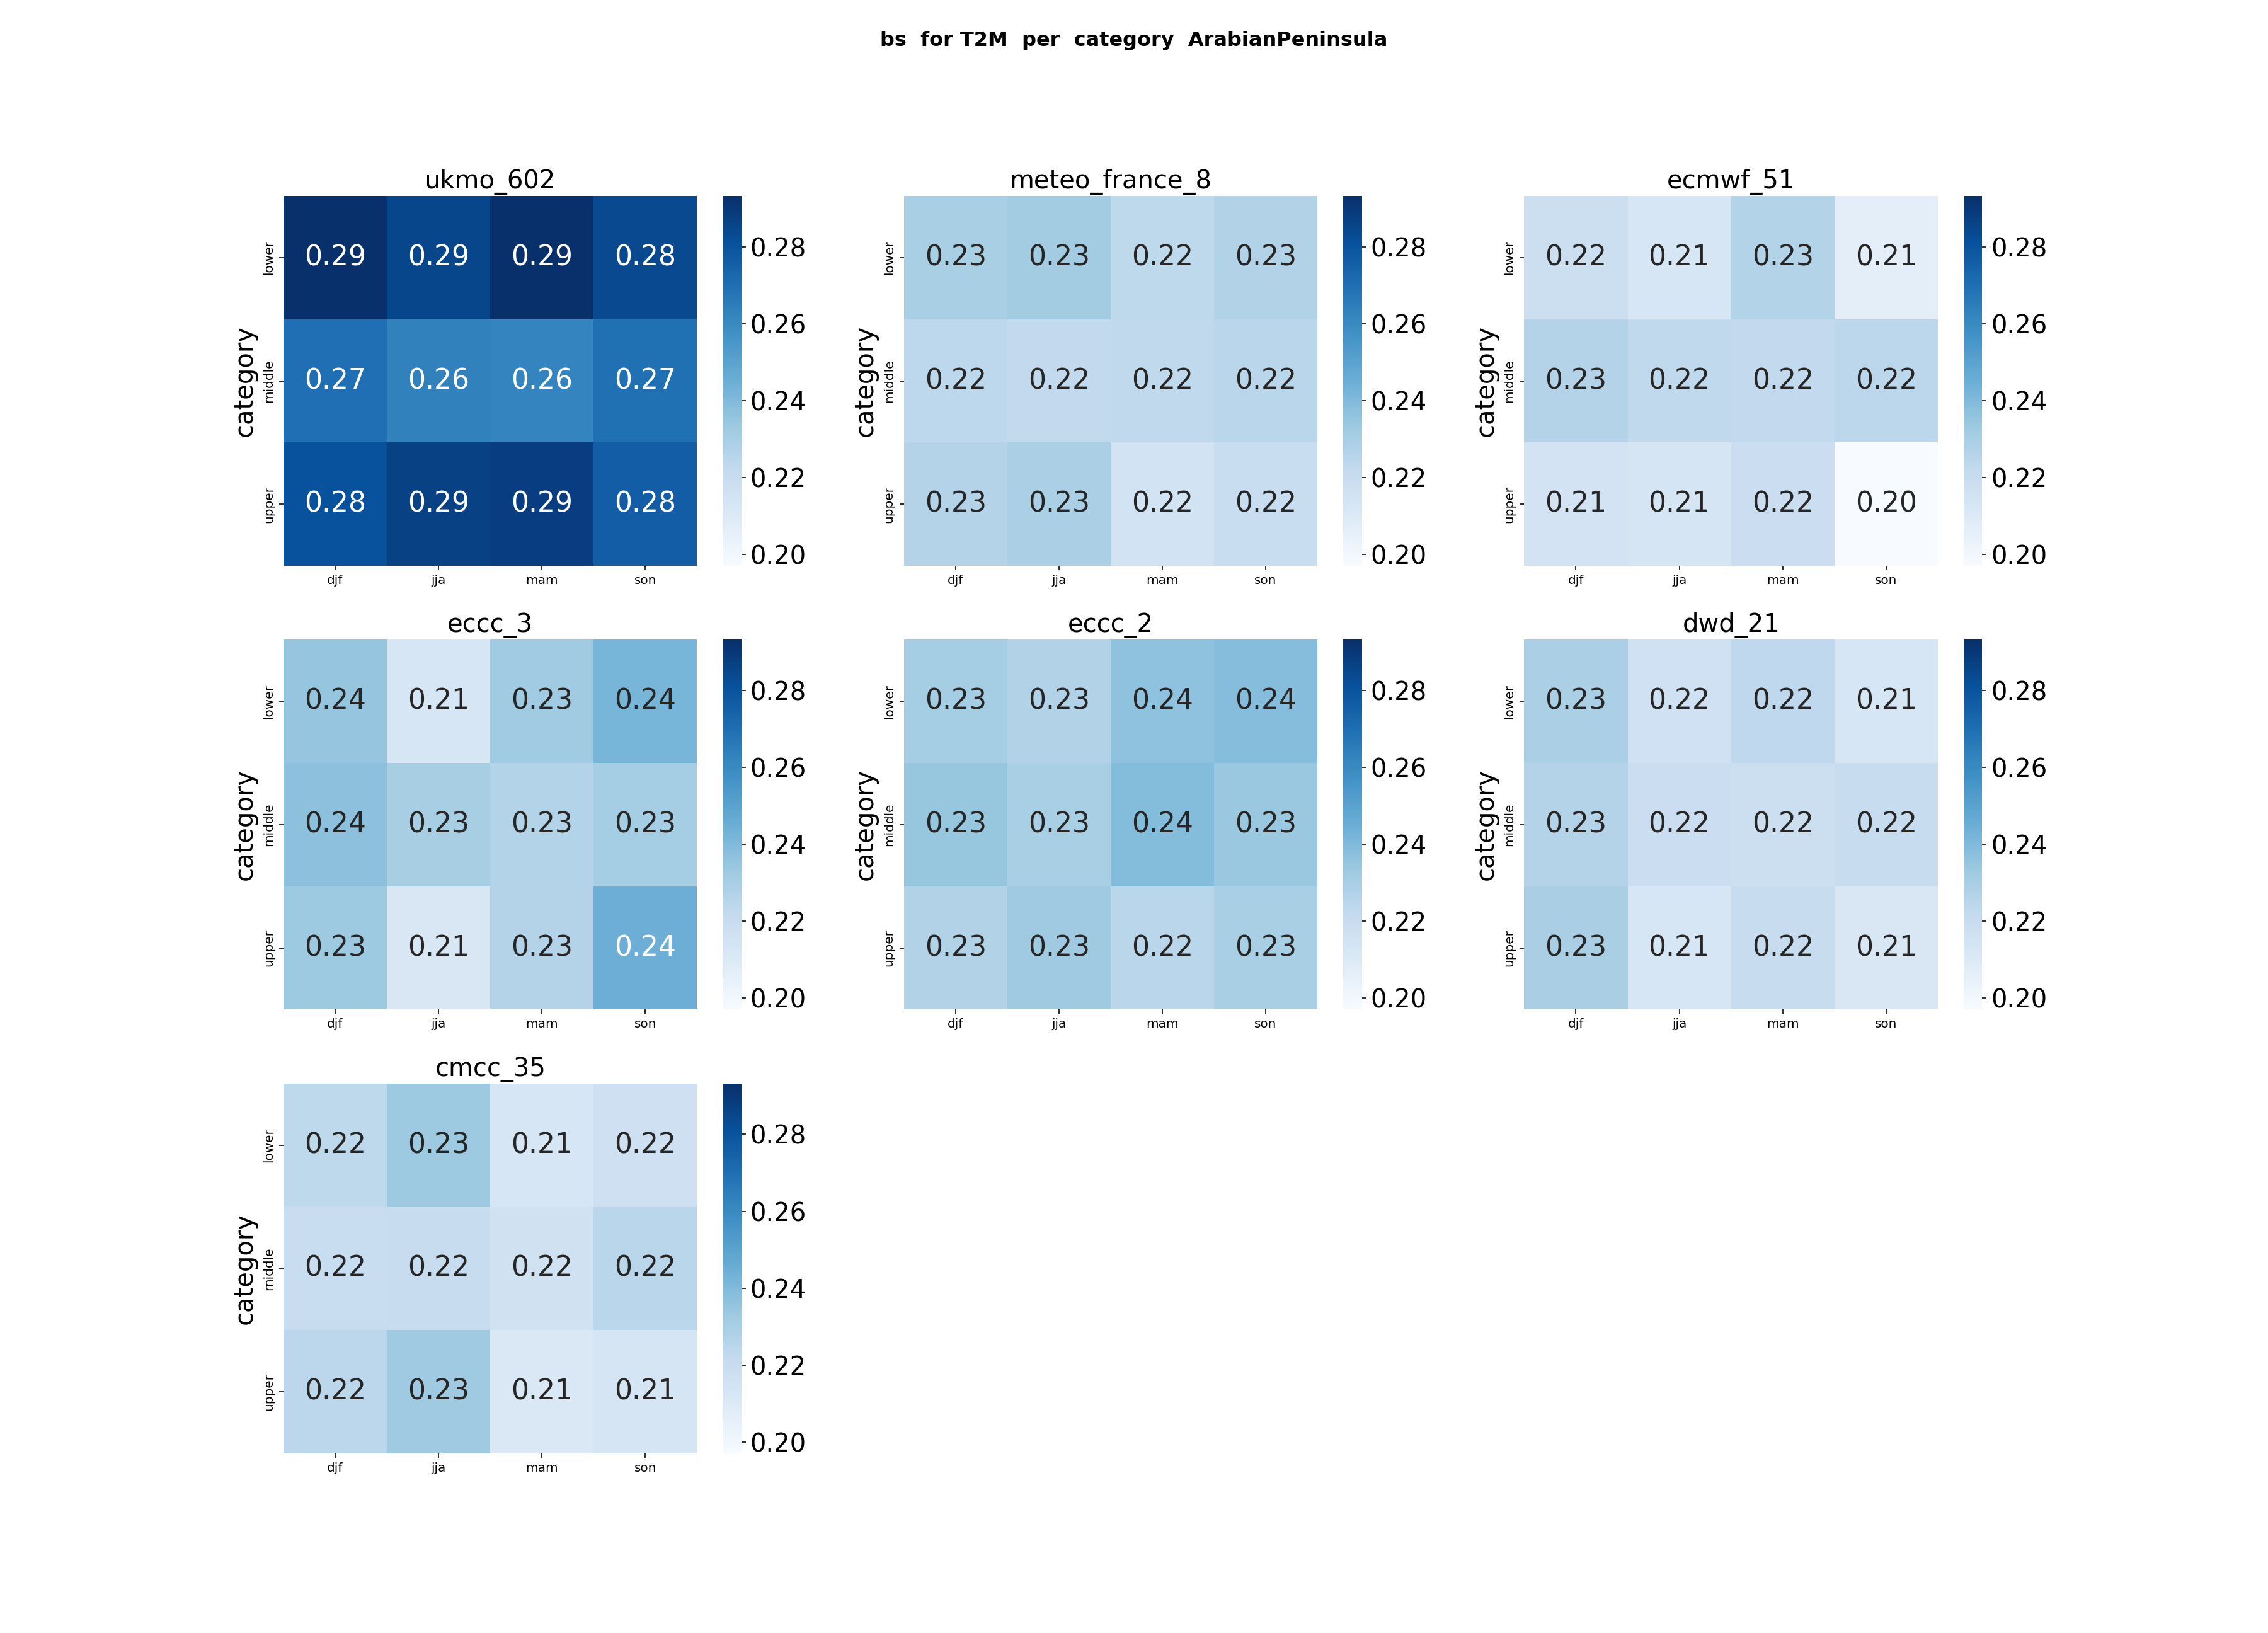 bs  for T2M  per  category  ArabianPeninsula
ukmo_602
category
lower
middle
upper
0.29 0.29 0.29 0.28
0.27 0.26 0.26 0.27
0.28 0.29 0.29 0.28
djf jja mam son
0.28
0.26
0.24
0.22
0.20
meteo_france_8
category
lower
middle
upper
0.23 0.23 0.22 0.23
0.22 0.22 0.22 0.22
0.23 0.23 0.22 0.22
djf jja mam son
0.28
0.26
0.24
0.22
0.20
ecmwf_51
category
lower
middle
upper
0.22 0.21 0.23 0.21
0.23 0.22 0.22 0.22
0.21 0.21 0.22 0.20
djf jja mam son
0.28
0.26
0.24
0.22
0.20
eccc_3
category
lower
middle
upper
0.24 0.21 0.23 0.24
0.24 0.23 0.23 0.23
0.23 0.21 0.23 0.24
djf jja mam son
0.28
0.26
0.24
0.22
0.20
eccc_2
category
lower
middle
upper
0.23 0.23 0.24 0.24
0.23 0.23 0.24 0.23
0.23 0.23 0.22 0.23
djf jja mam son
0.28
0.26
0.24
0.22
0.20
dwd_21
category
lower
middle
upper
0.23 0.22 0.22 0.21
0.23 0.22 0.22 0.22
0.23 0.21 0.22 0.21
djf jja mam son
0.28
0.26
0.24
0.22
0.20
cmcc_35
category
lower
middle
upper
0.22 0.23 0.21 0.22
0.22 0.22 0.22 0.22
0.22 0.23 0.21 0.21
djf jja mam son
0.28
0.26
0.24
0.22
0.20